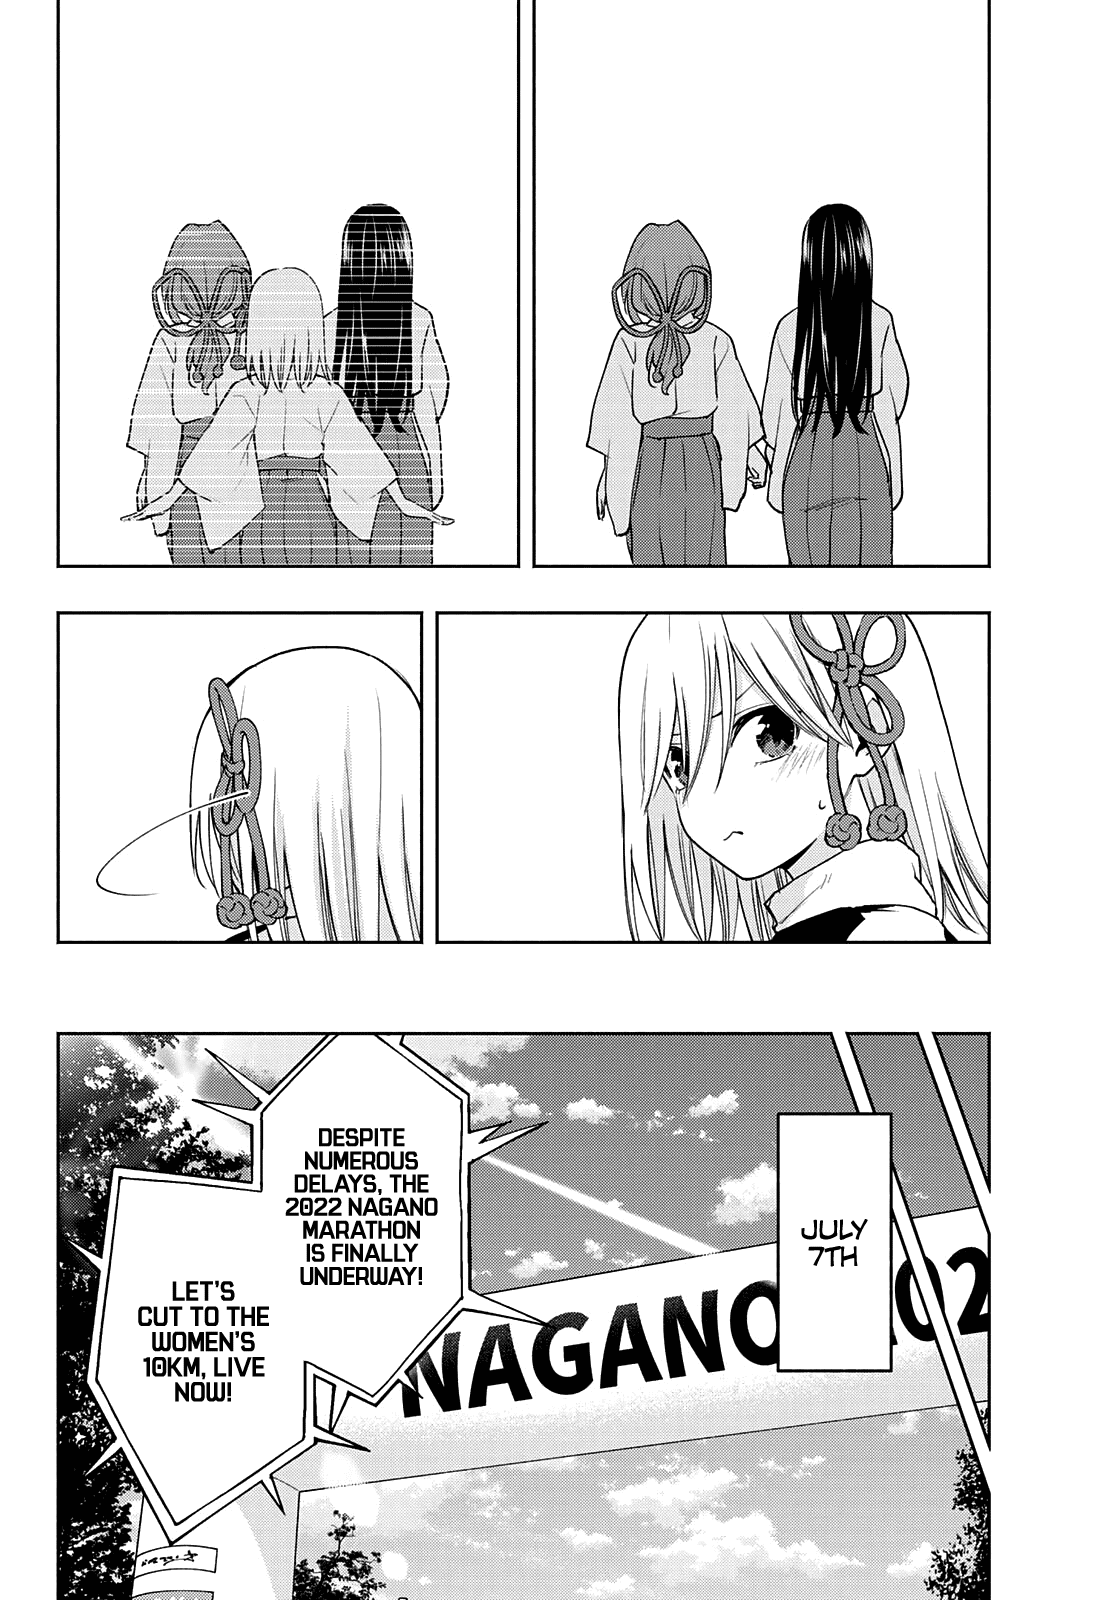 JULY
7TH
DESPITE
NUMEROUS
DELAYS, THE
2022 NAGANO
MARATHON
IS FINALLY
UNDERWAY!
LET'S
CUT TO THE
WOMEN'S
10KM, LIVE
NOW!
NAGANO 202